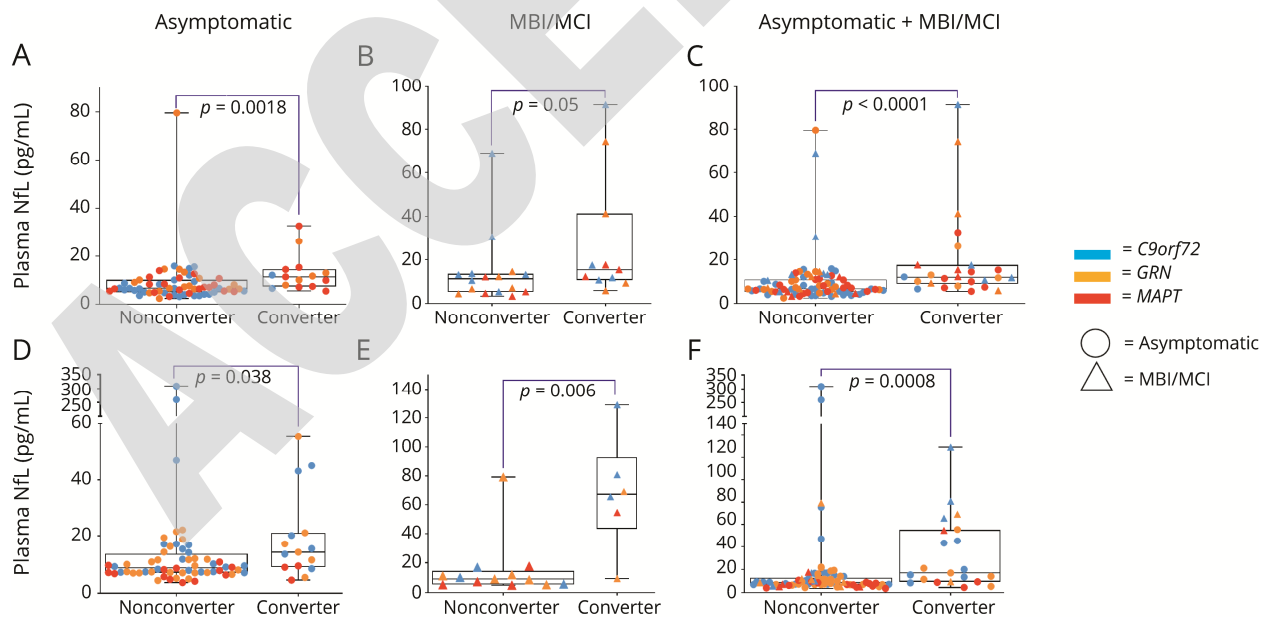 Asymptomatic
MBI/MCI
Asymptomatic + MBI/MCI
A
B
C
Plasma NfL (pg/mL)
80
60
40
20
0
p = 0.0018
Nonconverter
Converter
100
80
60
40
20
0
p = 0.05
Nonconverter
Converter
100
80
60
40
20
0
p < 0.0001
Nonconverter
Converter
= C9orf72
= GRN
= MAPT
= Asymptomatic
= MBI/MCI
D
E
F
Plasma NfL (pg/mL)
350
300
250
60
40
20
0
p = 0.038
Nonconverter
Converter
140
120
100
80
60
40
20
0
p = 0.006
Nonconverter
Converter
350
300
250
140
120
100
80
60
40
20
0
p = 0.0008
Nonconverter
Converter